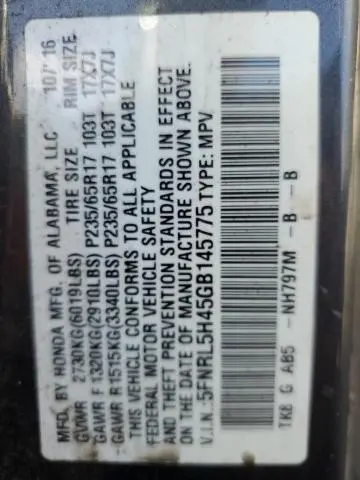 MFD. BY HONDA MFG. OF ALABAMA, LLC 10/16
GVWR 2730KG(6019LBS) TIRE SIZE RIM SIZE
GAWR F 1320KG(2910LBS) P235/65R17 103T 17X7J
GAWR R 1515KG(3340LBS) P235/65R17 103T 17X7J
THIS VEHICLE CONFORMS TO ALL APPLICABLE
FEDERAL MOTOR VEHICLE SAFETY
AND THEFT PREVENTION STANDARDS IN EFFECT
ON THE DATE OF MANUFACTURE SHOWN ABOVE.
V.I.N.:5FNRL5H45GB145775 TYPE: MPV
TK8 G AB5 - NH797M - B - B